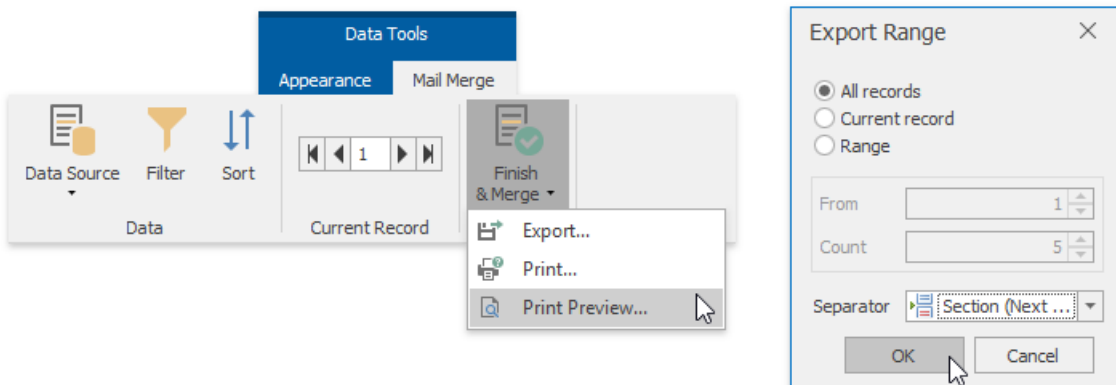 Data Tools
Appearance Mail Merge
Data Source Filter Sort
1
Finish
& Merge
Data
Current Record
Export...
Print...
Print Preview...
Export Range
All records
Current record
Range
From 1
Count 5
Separator Section (Next ...
OK Cancel